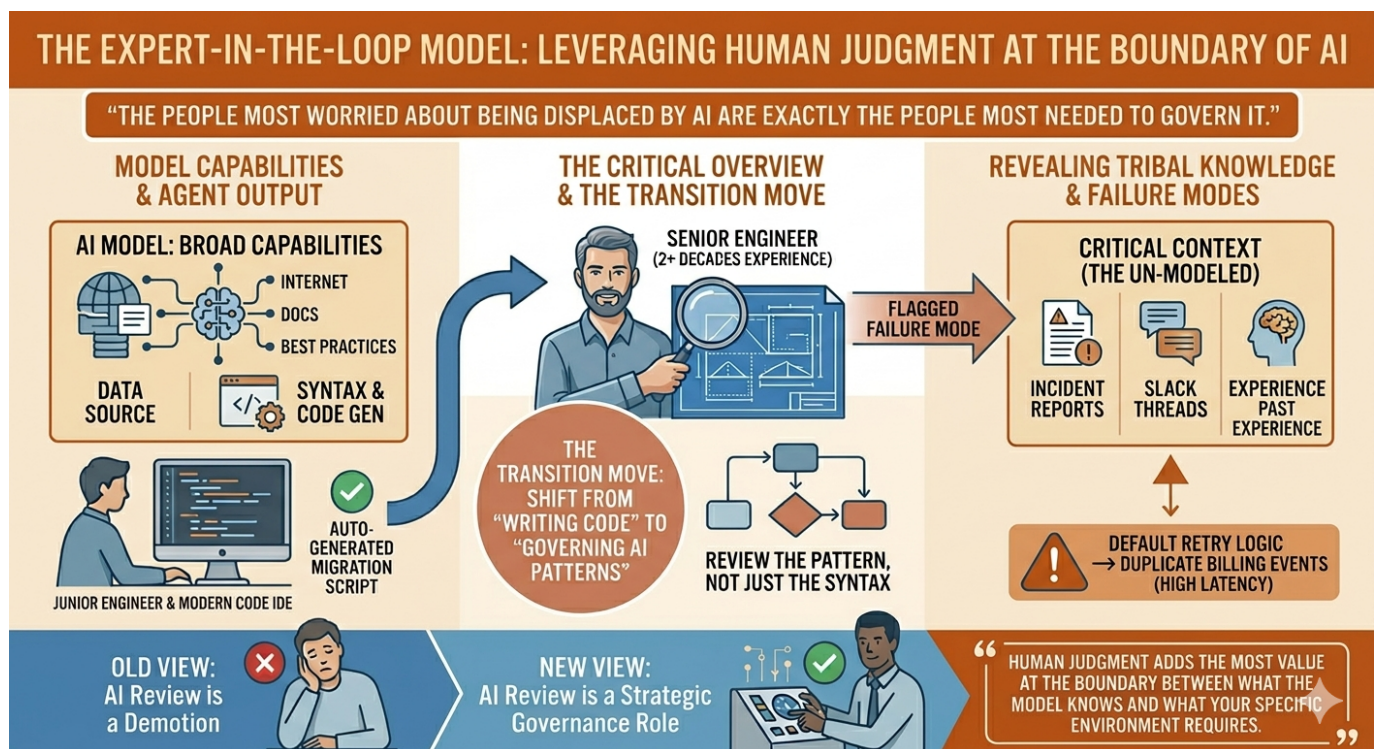 THE EXPERT-IN-THE-LOOP MODEL: LEVERAGING HUMAN JUDGMENT AT THE BOUNDARY OF AI
“THE PEOPLE MOST WORRIED ABOUT BEING DISPLACED BY AI ARE EXACTLY THE PEOPLE MOST NEEDED TO GOVERN IT.”
MODEL CAPABILITIES
& AGENT OUTPUT
AI MODEL: BROAD CAPABILITIES
INTERNET
DOCS
BEST PRACTICES
DATA
SOURCE
</>
SYNTAX &
CODE GEN
AUTO-
GENERATED
MIGRATION
SCRIPT
JUNIOR ENGINEER & MODERN CODE IDE
THE CRITICAL OVERVIEW
& THE TRANSITION MOVE
SENIOR ENGINEER
(2+ DECADES EXPERIENCE)
FLAGGED
FAILURE MODE
THE
TRANSITION MOVE:
SHIFT FROM
“WRITING CODE” TO
“GOVERNING AI
PATTERNS”
REVIEW THE PATTERN,
NOT JUST THE SYNTAX
REVEALING TRIBAL KNOWLEDGE
& FAILURE MODES
CRITICAL CONTEXT
(THE UN-MODELED)
INCIDENT
REPORTS
SLACK
THREADS
EXPERIENCE
PAST
EXPERIENCE
DEFAULT RETRY LOGIC
→ DUPLICATE BILLING EVENTS
(HIGH LATENCY)
OLD VIEW:
AI Review is
a Demotion
NEW VIEW:
AI Review is a Strategic
Governance Role
“
HUMAN JUDGMENT ADDS THE MOST VALUE
AT THE BOUNDARY BETWEEN WHAT THE
MODEL KNOWS AND WHAT YOUR SPECIFIC
ENVIRONMENT REQUIRES.
”